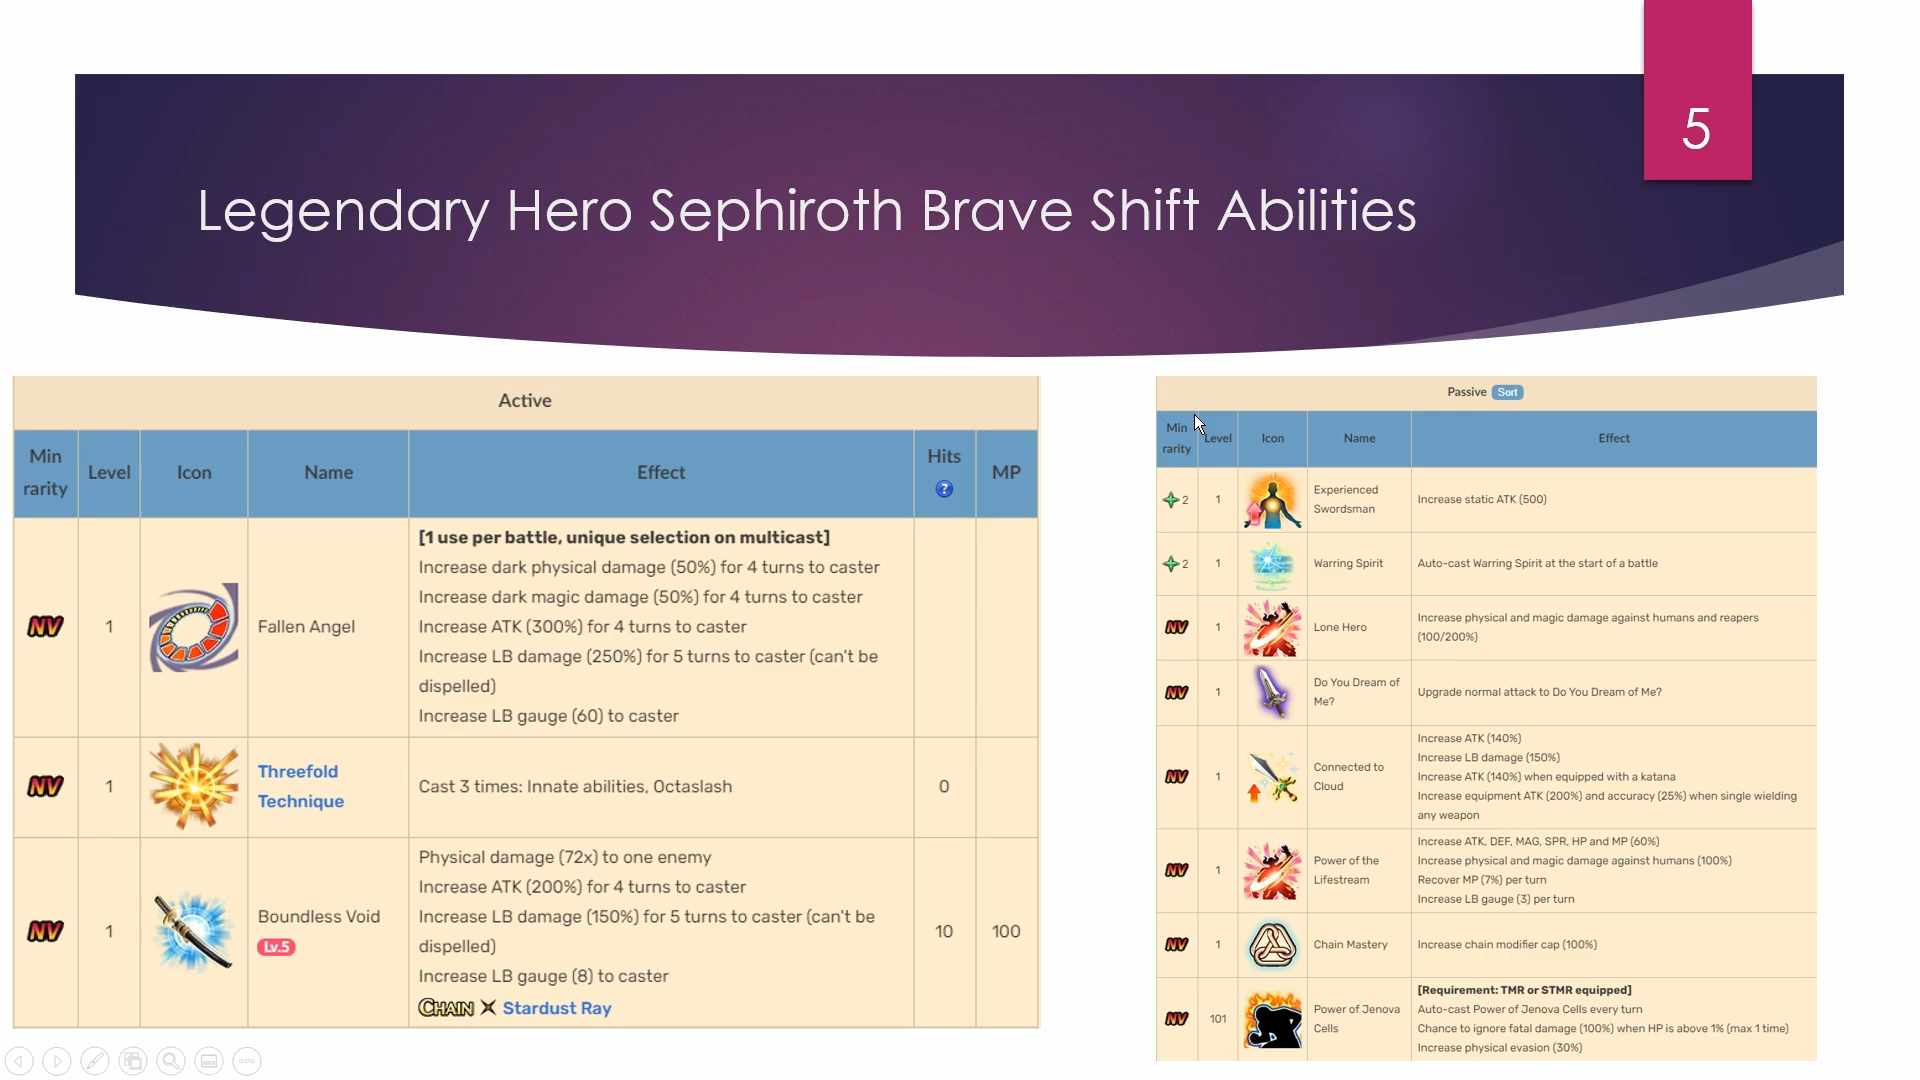 5
Legendary Hero Sephiroth Brave Shift Abilities
Active
Min
rarity
Level
Icon
Name
Effect
Hits
?
MP
NV
1
Fallen Angel
[1 use per battle, unique selection on multicast]
Increase dark physical damage (50%) for 4 turns to caster
Increase dark magic damage (50%) for 4 turns to caster
Increase ATK (300%) for 4 turns to caster
Increase LB damage (250%) for 5 turns to caster (can't be
dispelled)
Increase LB gauge (60) to caster
NV
1
Threefold
Technique
Cast 3 times: Innate abilities, Octaslash
0
NV
1
Boundless Void
Lv.5
Physical damage (72x) to one enemy
Increase ATK (200%) for 4 turns to caster
Increase LB damage (150%) for 5 turns to caster (can't be
dispelled)
Increase LB gauge (8) to caster
CHAIN Stardust Ray
10
100
Passive Sort
Min
rarity
Level
Icon
Name
Effect
2
1
Experienced
Swordsman
Increase static ATK (500)
2
1
Warring Spirit
Auto-cast Warring Spirit at the start of a battle
NV
1
Lone Hero
Increase physical and magic damage against humans and reapers
(100/200%)
NV
1
Do You Dream of
Me?
Upgrade normal attack to Do You Dream of Me?
NV
1
Connected to
Cloud
Increase ATK (140%)
Increase LB damage (150%)
Increase ATK (140%) when equipped with a katana
Increase equipment ATK (200%) and accuracy (25%) when single wielding
any weapon
NV
1
Power of the
Lifestream
Increase ATK, DEF, MAG, SPR, HP and MP (60%)
Increase physical and magic damage against humans (100%)
Recover MP (7%) per turn
Increase LB gauge (3) per turn
NV
1
Chain Mastery
Increase chain modifier cap (100%)
NV
101
Power of Jenova
Cells
[Requirement: TMR or STMR equipped]
Auto-cast Power of Jenova Cells every turn
Chance to ignore fatal damage (100%) when HP is above 1% (max 1 time)
Increase physical evasion (30%)